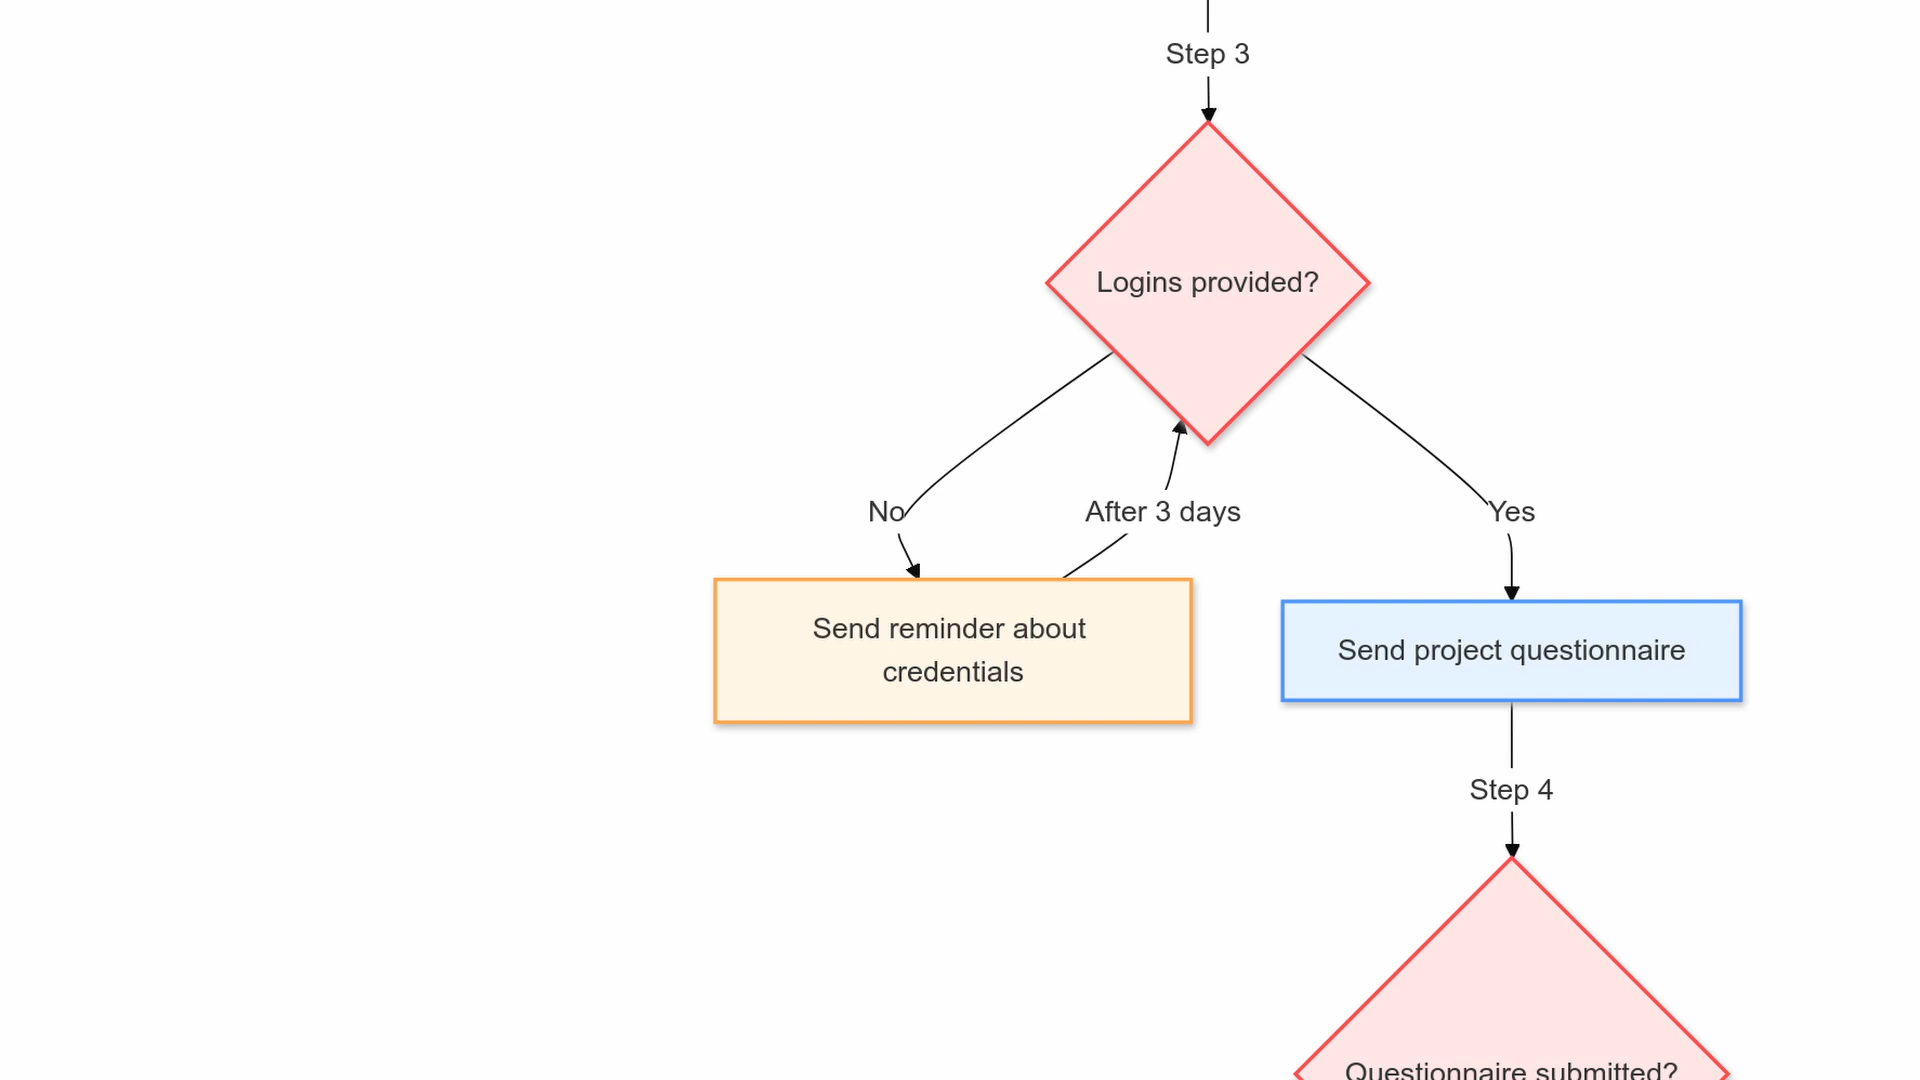 Step 3
Logins provided?
No
After 3 days
Yes
Send reminder about
credentials
Send project questionnaire
Step 4
Questionnaire submitted?